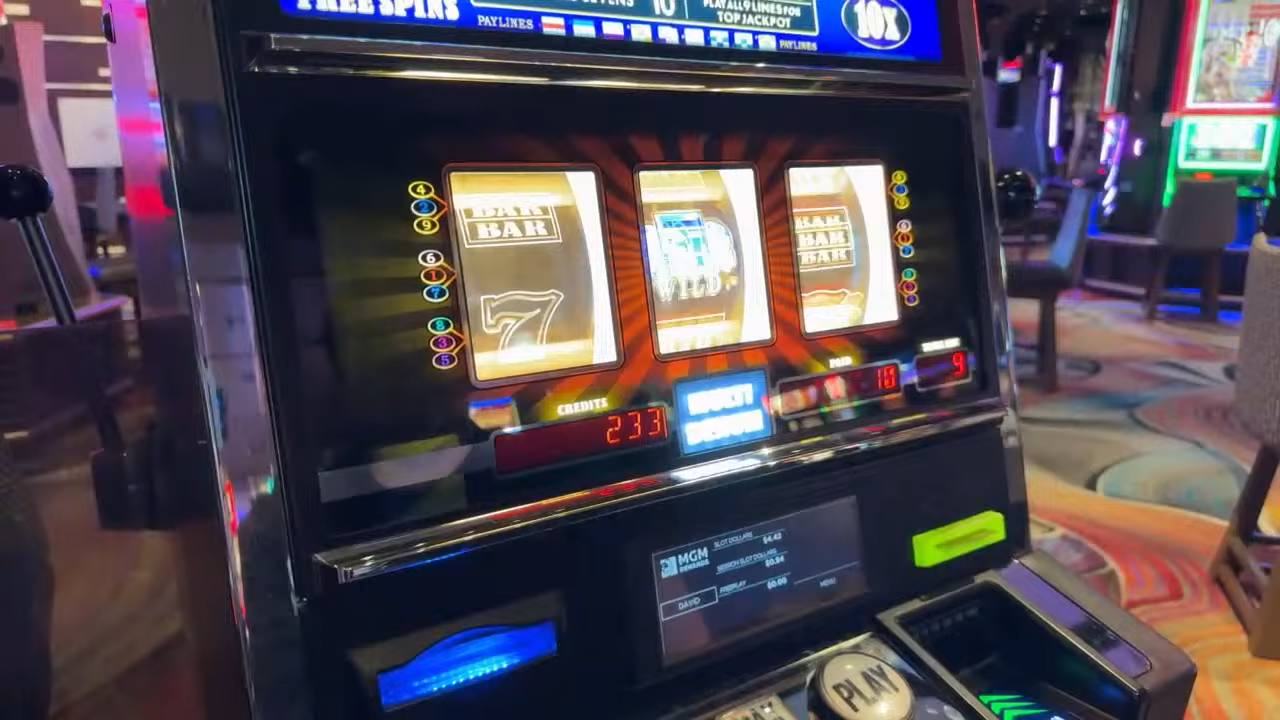 FREE SPINS
10
PLAY ALL 9 LINES FOR
TOP JACKPOT
10X
PAYLINES
PAYLINES
4
2
9
6
1
7
8
3
5
BAR
BAR
7
WILD
BAR
BAR
BAR
CREDITS
233
PAID
18
9
MGM
REWARDS
SLOT DOLLARS $4.42
SESSION SLOT DOLLARS $0.54
FREEPLAY $0.00
DAVID
MENU
PLAY